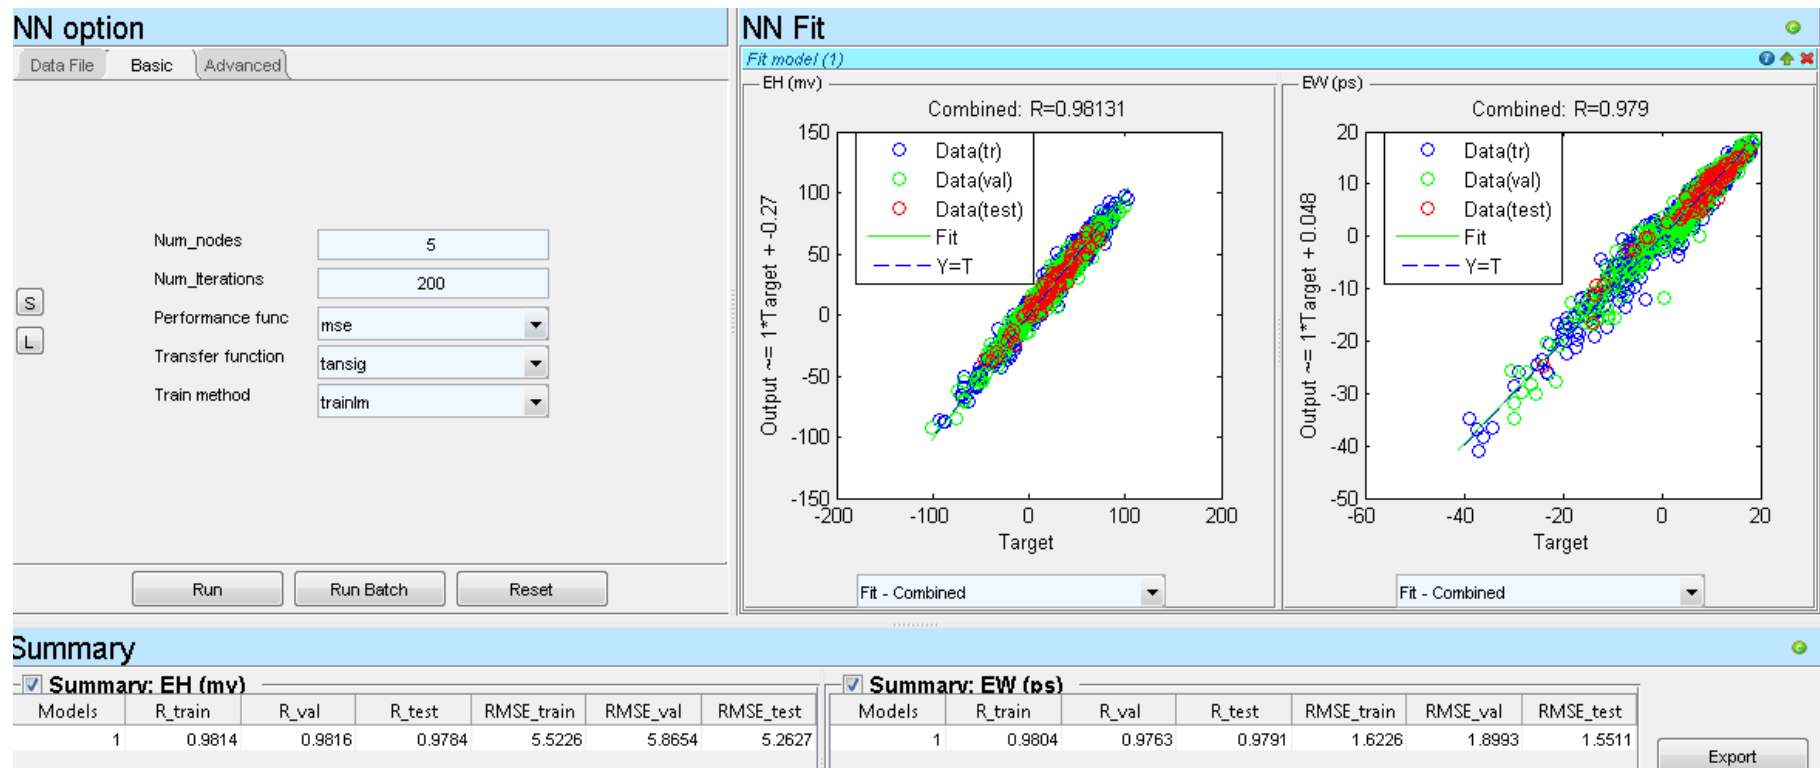 NN option
Data File
Basic
Advanced
Num_nodes
5
Num_Iterations
200
Performance func
mse
Transfer function
tansig
Train method
trainlm
S
L
Run
Run Batch
Reset
NN Fit
Fit model (1)
EH (mv)
Combined: R=0.98131
150
100
50
0
-50
-100
-150
-200
-100
0
100
200
Data(tr)
Data(val)
Data(test)
Fit
Y=T
Output ~= 1*Target + -0.27
Target
Fit - Combined
EW (ps)
Combined: R=0.979
20
10
0
-10
-20
-30
-40
-50
-60
-40
-20
0
20
Data(tr)
Data(val)
Data(test)
Fit
Y=T
Output ~= 1*Target + 0.048
Target
Fit - Combined
Summary
Summary: EH (mv)
Models R_train R_val R_test RMSE_train RMSE_val RMSE_test
1 0.9814 0.9816 0.9784 5.5226 5.8654 5.2627
Summary: EW (ps)
Models R_train R_val R_test RMSE_train RMSE_val RMSE_test
1 0.9804 0.9763 0.9791 1.6226 1.8993 1.5511
Export